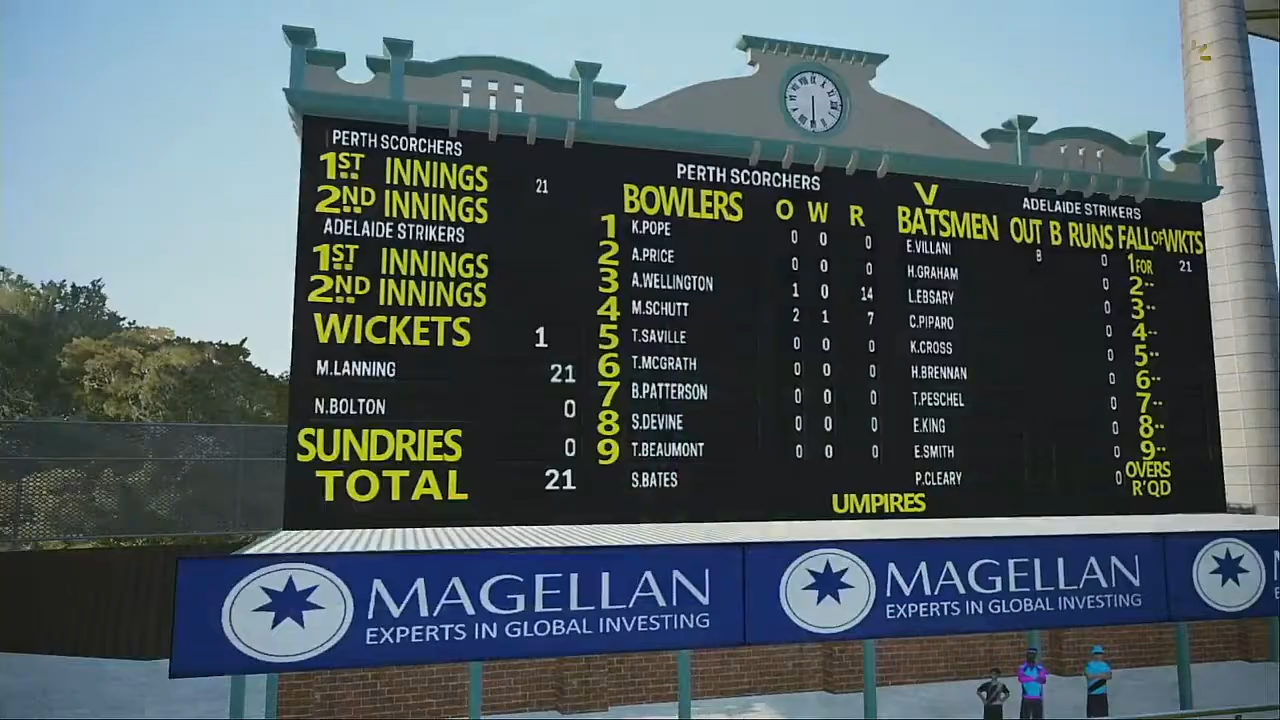 PERTH SCORCHERS
1ST INNINGS 21
2ND INNINGS
ADELAIDE STRIKERS
1ST INNINGS
2ND INNINGS
WICKETS 1
M.LANNING 21
N.BOLTON 0
SUNDRIES 0
TOTAL 21
PERTH SCORCHERS V ADELAIDE STRIKERS
BOWLERS O W R
1 K.POPE 0 0 0
2 A.PRICE 0 0 0
3 A.WELLINGTON 1 0 14
4 M.SCHUTT 2 1 7
5 T.SAVILLE 0 0 0
6 T.MCGRATH 0 0 0
7 B.PATTERSON 0 0 0
8 S.DEVINE 0 0 0
9 T.BEAUMONT 0 0 0
S.BATES
BATSMEN OUT B RUNS FALL OF WKTS
E.VILLANI B 0 1FOR 21
H.GRAHAM 0 2--
L.EBSARY 0 3--
C.PIPARO 0 4--
K.CROSS 0 5--
H.BRENNAN 0 6--
T.PESCHEL 0 7--
E.KING 0 8--
E.SMITH 0 9--
P.CLEARY 0 OVERS R'QD
UMPIRES
MAGELLAN
EXPERTS IN GLOBAL INVESTING
MAGELLAN
EXPERTS IN GLOBAL INVESTING